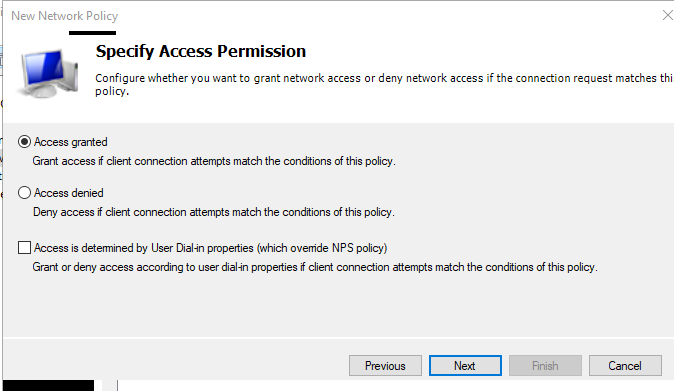 New Network Policy
Specify Access Permission
Configure whether you want to grant network access or deny network access if the connection request matches thi
policy.
Access granted
Grant access if client connection attempts match the conditions of this policy.
Access denied
Deny access if client connection attempts match the conditions of this policy.
Access is determined by User Dial-in properties (which override NPS policy)
Grant or deny access according to user dial-in properties if client connection attempts match the conditions of this policy.
Previous Next Finish Cancel